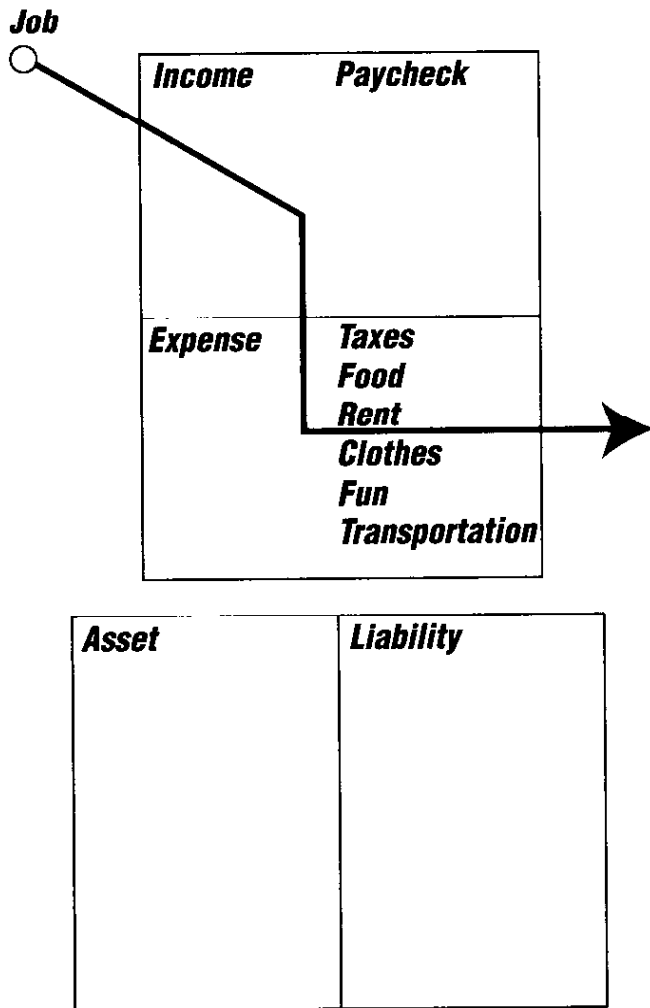 Job
Income Paycheck
Expense Taxes
Food
Rent
Clothes
Fun
Transportation
Asset Liability